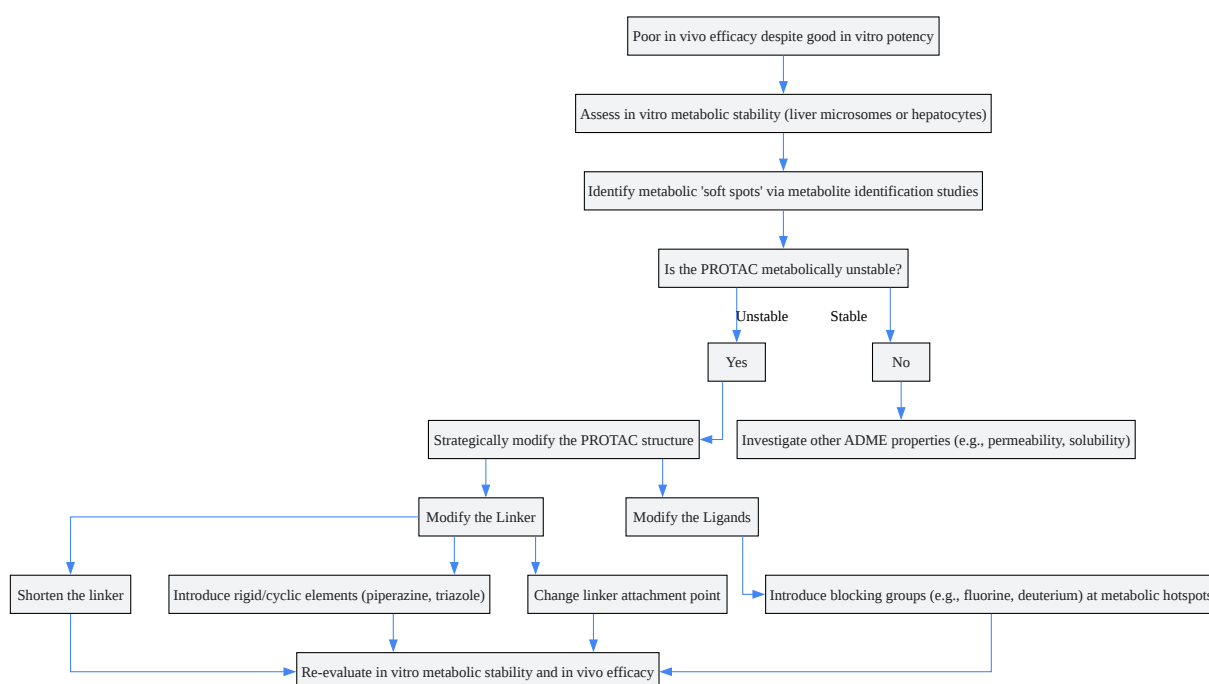 Poor in vivo efficacy despite good in vitro potency
Assess in vitro metabolic stability (liver microsomes or hepatocytes)
Identify metabolic 'soft spots' via metabolite identification studies
Is the PROTAC metabolically unstable?
Unstable
Stable
Yes
No
Strategically modify the PROTAC structure
Investigate other ADME properties (e.g., permeability, solubility)
Modify the Linker
Modify the Ligands
Shorten the linker
Introduce rigid/cyclic elements (piperazine, triazole)
Change linker attachment point
Introduce blocking groups (e.g., fluorine, deuterium) at metabolic hotspots
Re-evaluate in vitro metabolic stability and in vivo efficacy